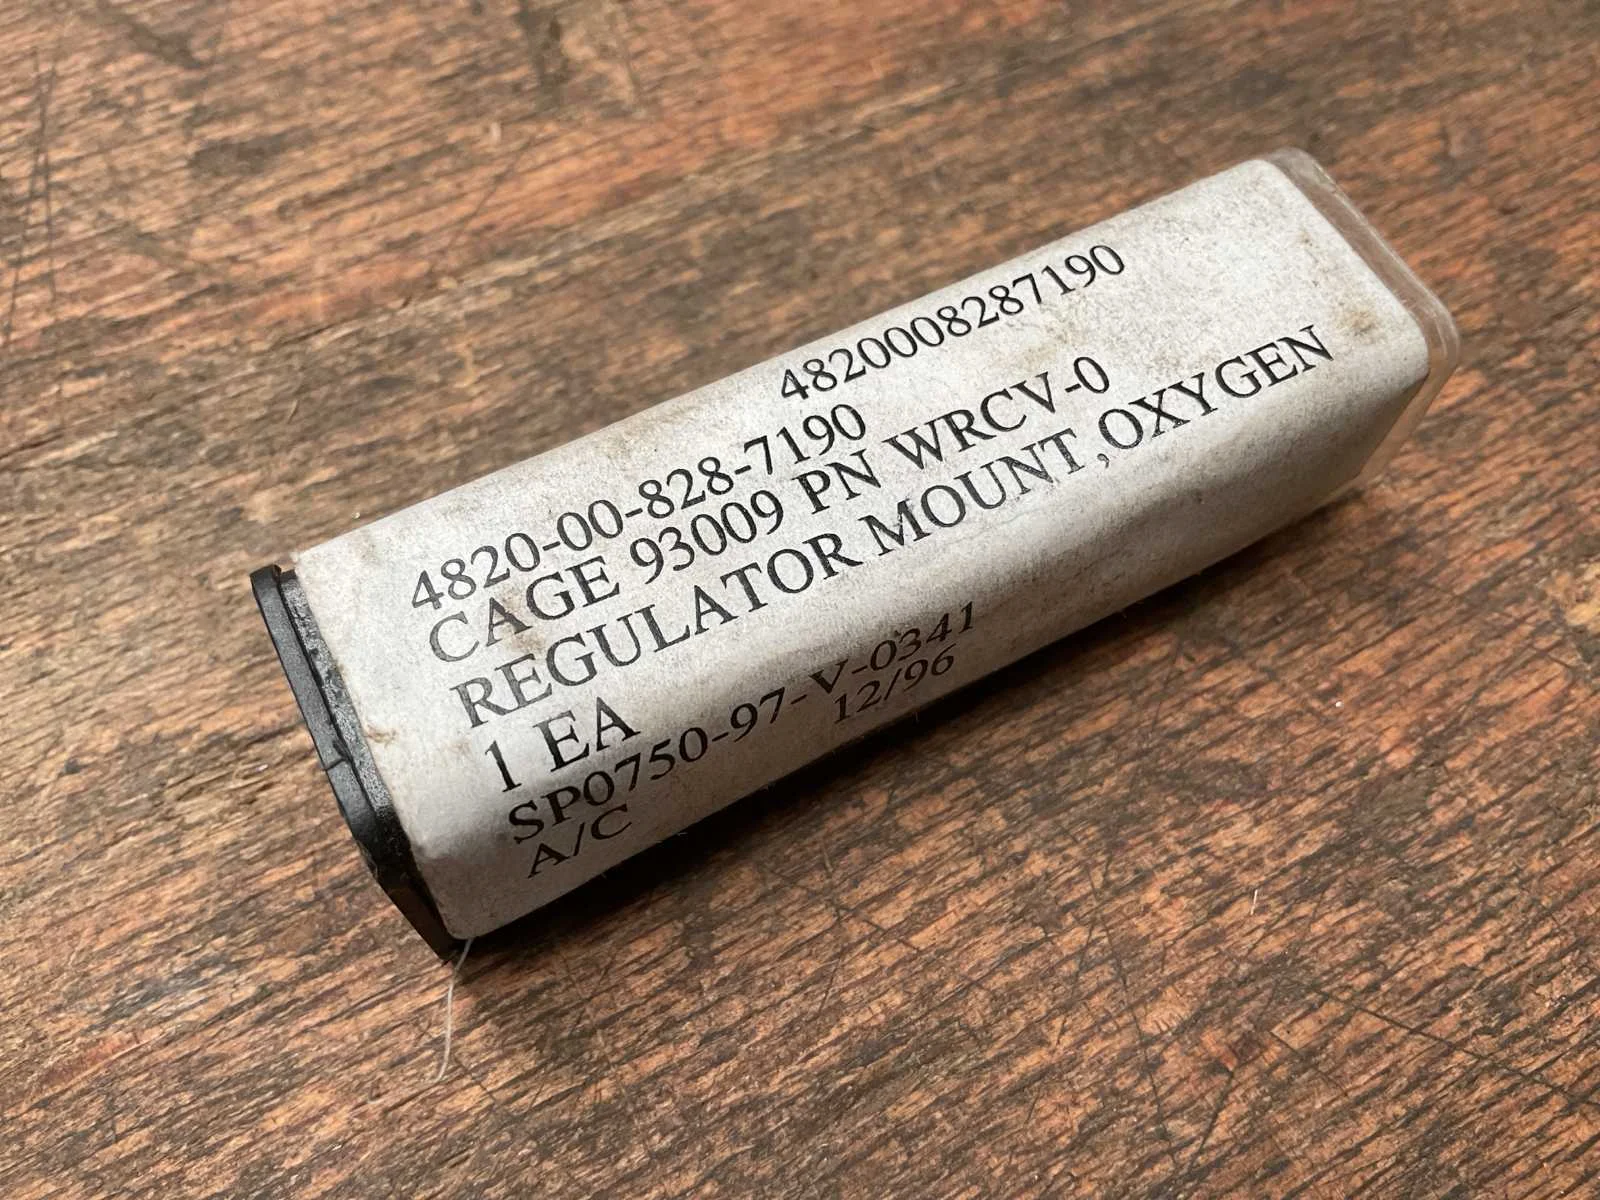 4820008287190
4820-00-828-7190
CAGE 93009 PN WRCV-0
REGULATOR MOUNT,OXYGEN
1 EA
SP0750-97-V-0341
A/C 12/96